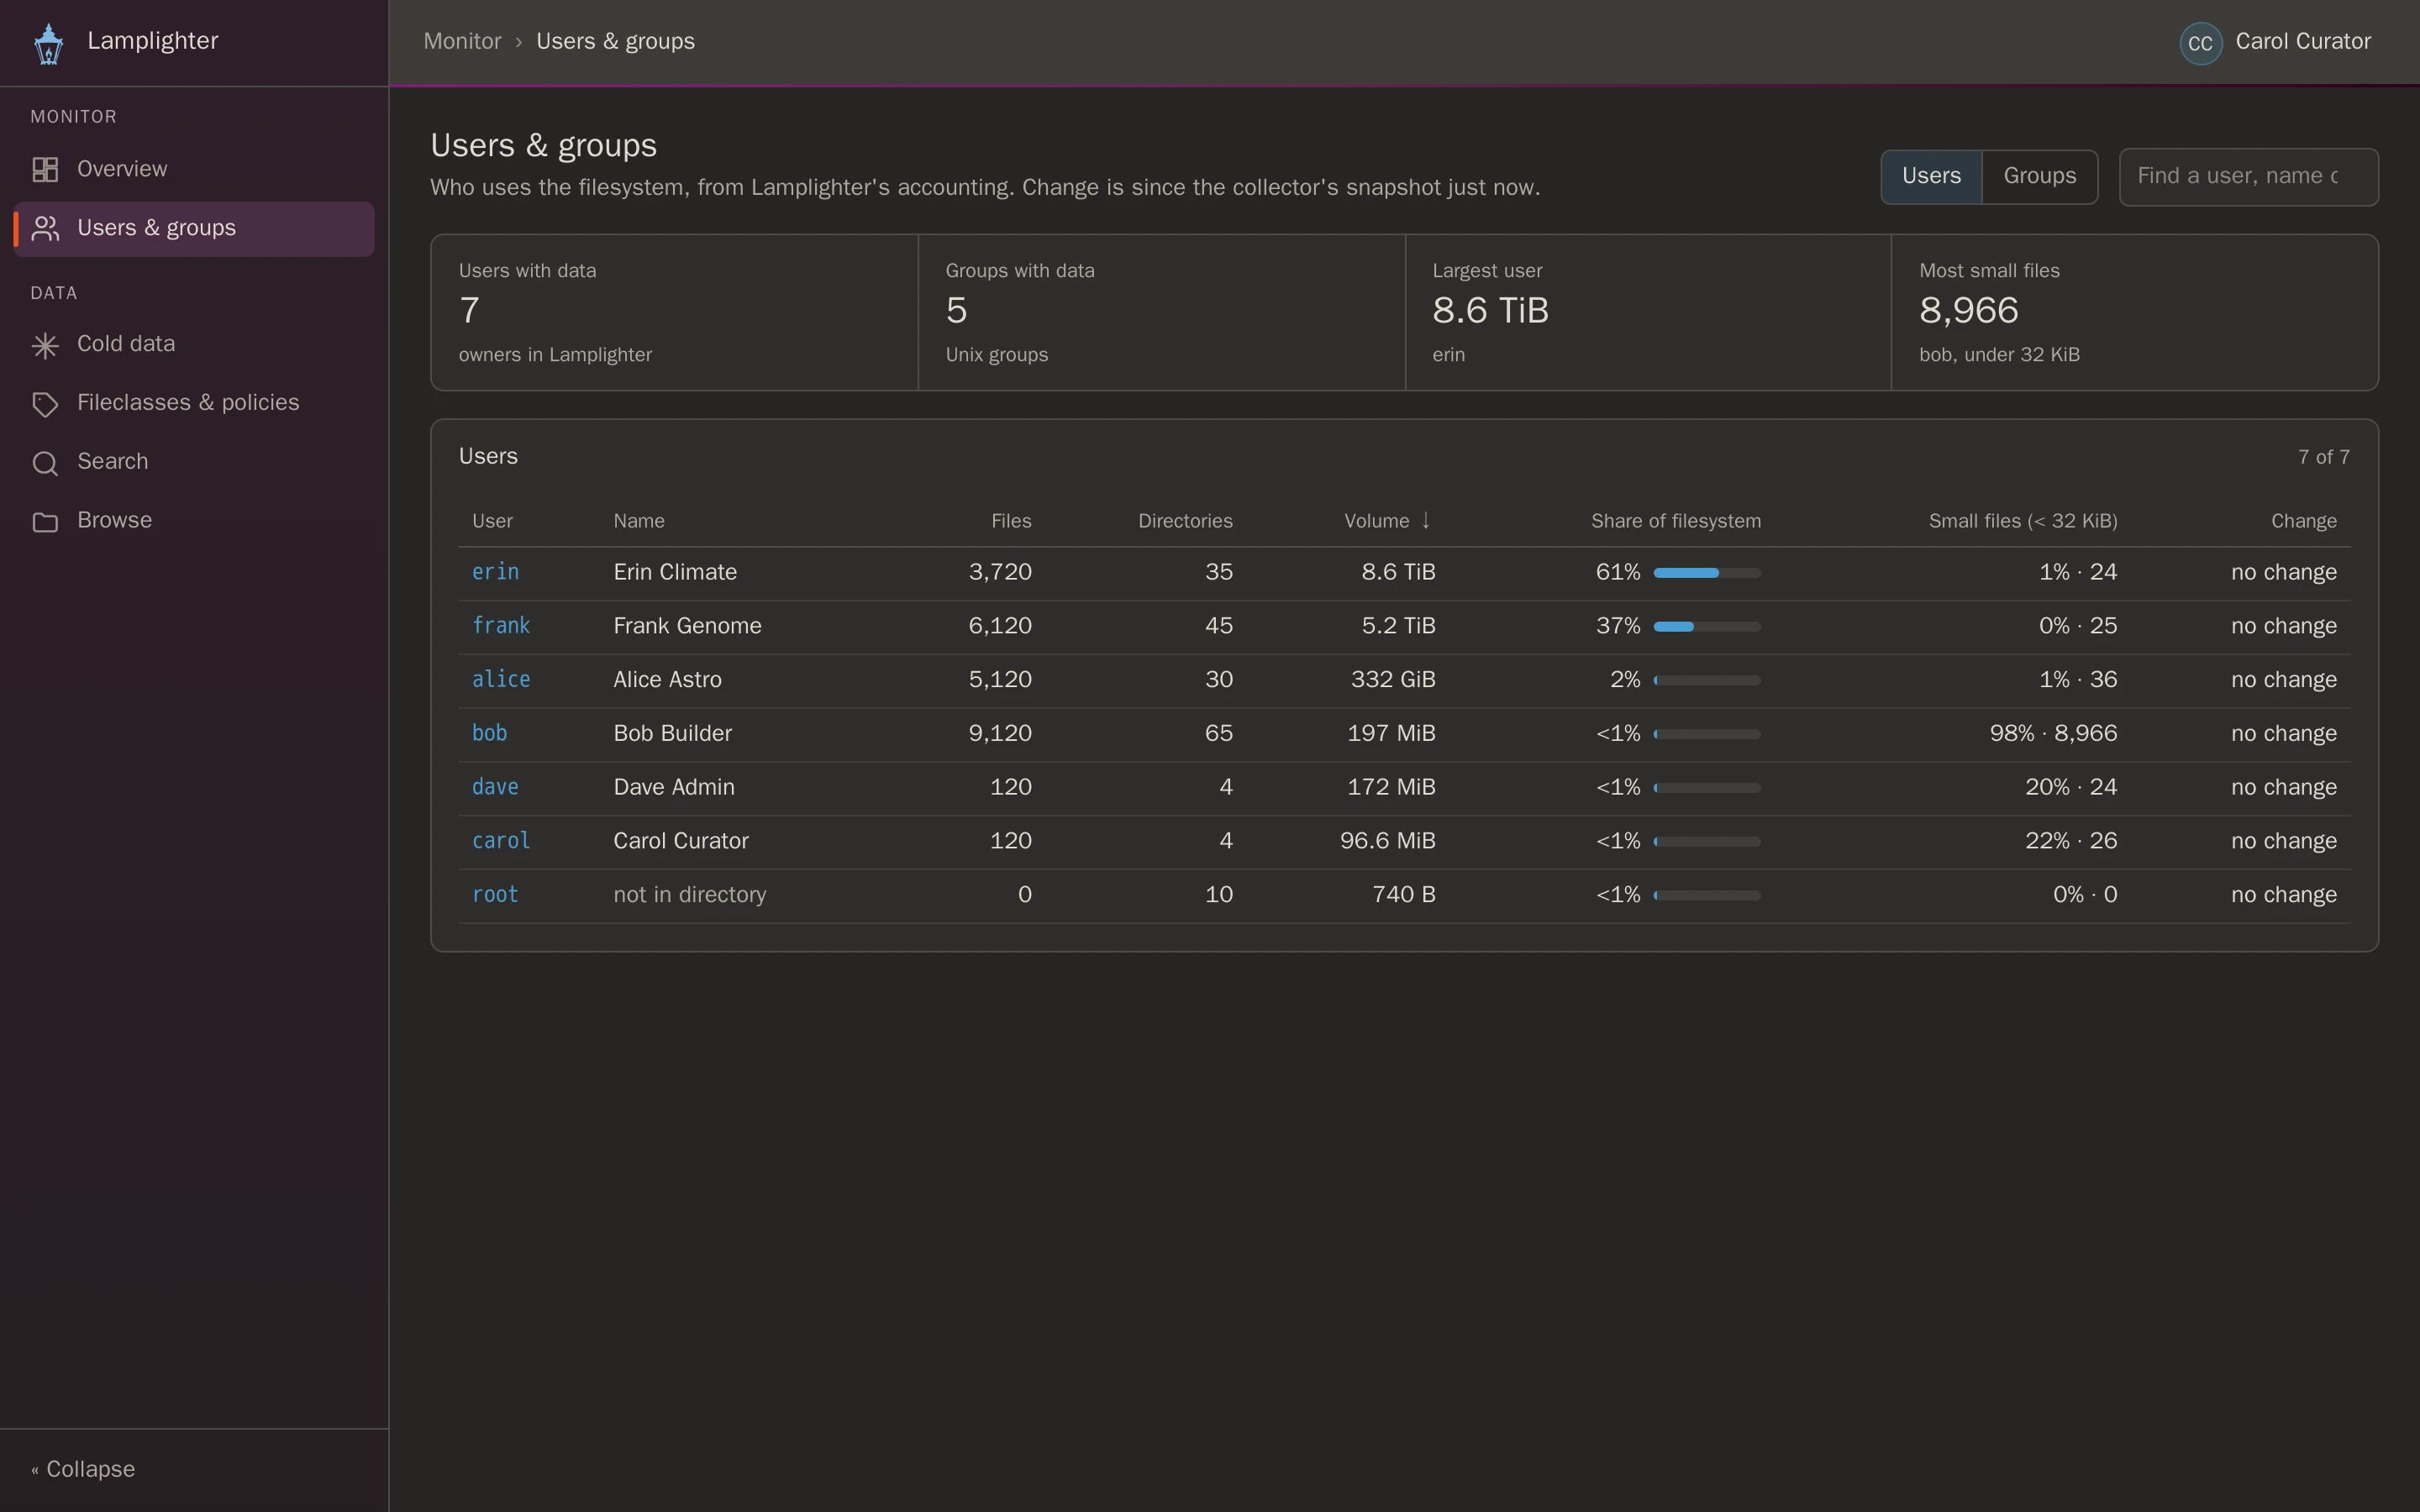 Lamplighter
Monitor › Users & groups
CC Carol Curator
MONITOR
Overview
Users & groups
DATA
Cold data
Fileclasses & policies
Search
Browse
« Collapse
Users & groups
Who uses the filesystem, from Lamplighter's accounting. Change is since the collector's snapshot just now.
Users Groups Find a user, name
Users with data
7
owners in Lamplighter
Groups with data
5
Unix groups
Largest user
8.6 TiB
erin
Most small files
8,966
bob, under 32 KiB
Users 7 of 7
User Name Files Directories Volume ↓ Share of filesystem Small files (< 32 KiB) Change
erin Erin Climate 3,720 35 8.6 TiB 61% 1% · 24 no change
frank Frank Genome 6,120 45 5.2 TiB 37% 0% · 25 no change
alice Alice Astro 5,120 30 332 GiB 2% 1% · 36 no change
bob Bob Builder 9,120 65 197 MiB <1% 98% · 8,966 no change
dave Dave Admin 120 4 172 MiB <1% 20% · 24 no change
carol Carol Curator 120 4 96.6 MiB <1% 22% · 26 no change
root not in directory 0 10 740 B <1% 0% · 0 no change